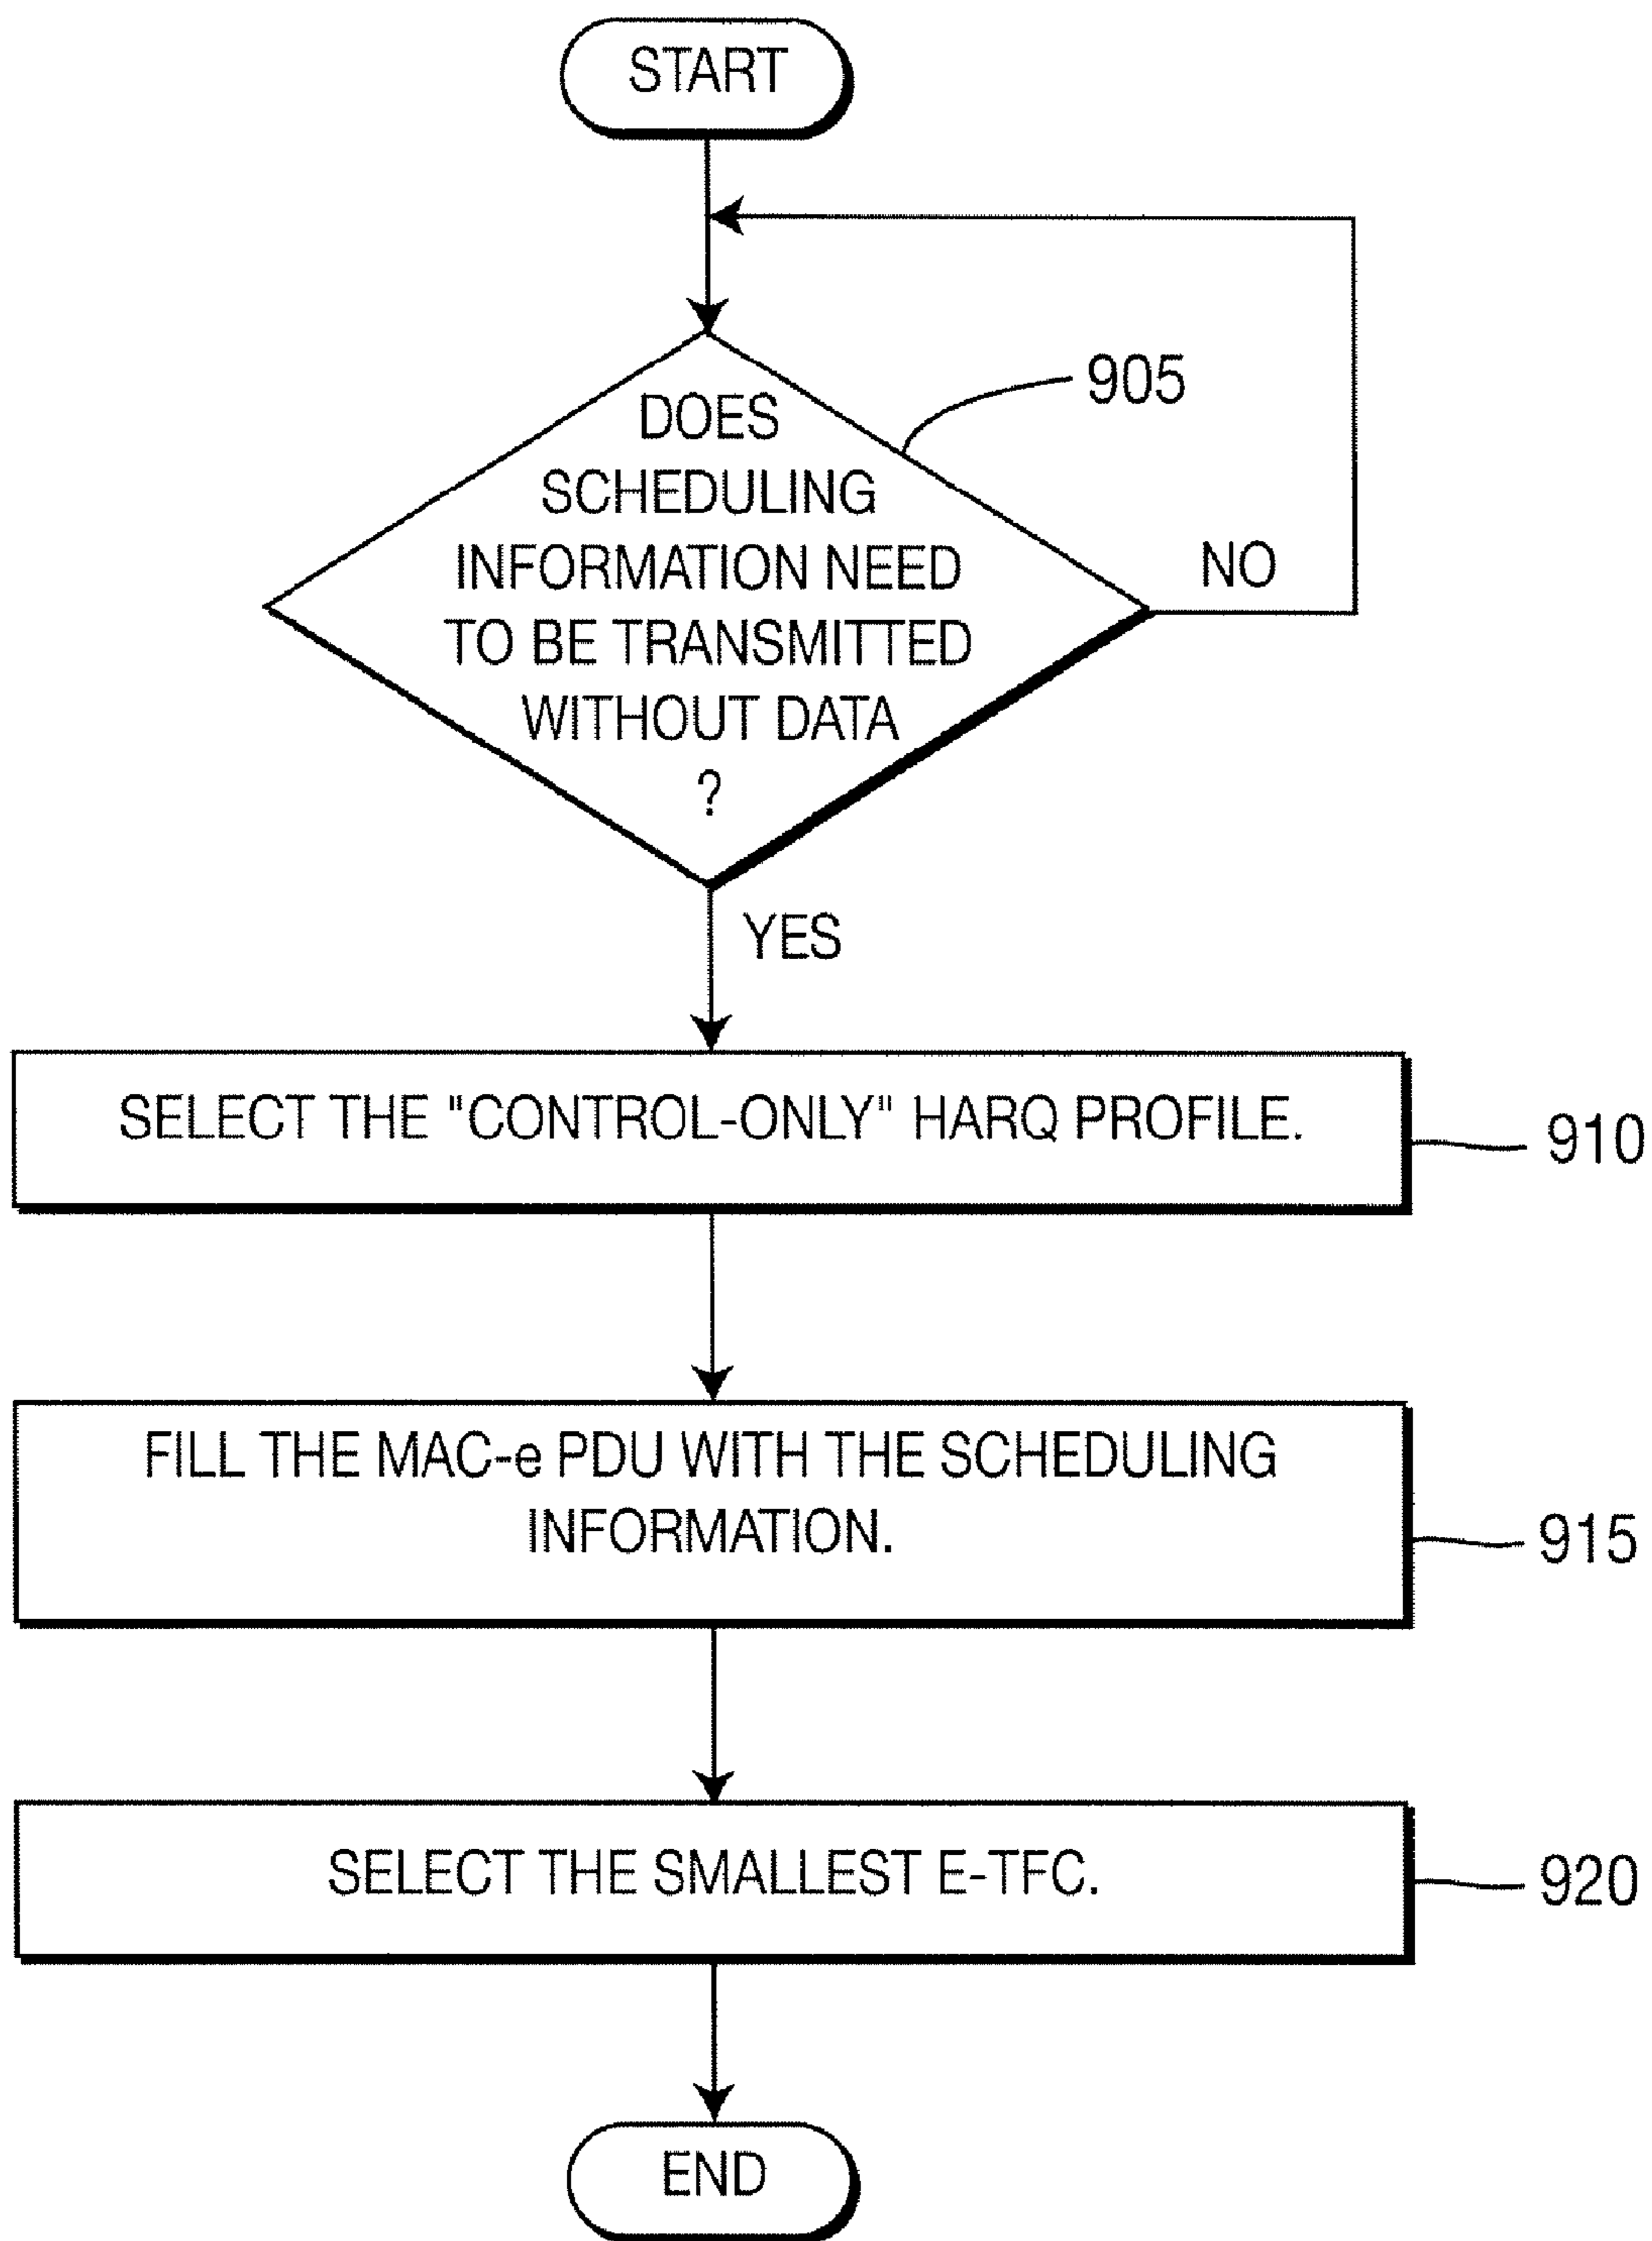 START
DOES
SCHEDULING
INFORMATION NEED
TO BE TRANSMITTED
WITHOUT DATA
?
905
NO
YES
SELECT THE "CONTROL-ONLY" HARQ PROFILE.
910
FILL THE MAC-e PDU WITH THE SCHEDULING
INFORMATION.
915
SELECT THE SMALLEST E-TFC.
920
END